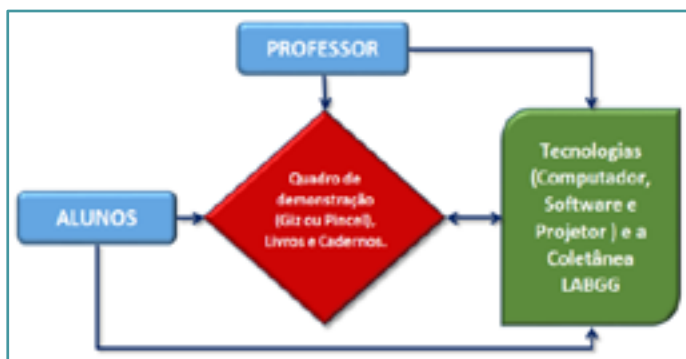 PROFESSOR
Quadro de
demonstração
(Giz ou Pincel),
Livros e Cadernos.
Tecnologias
(Computador,
Software e
Projetor ) e a
Coletânea
LABGG
ALUNOS